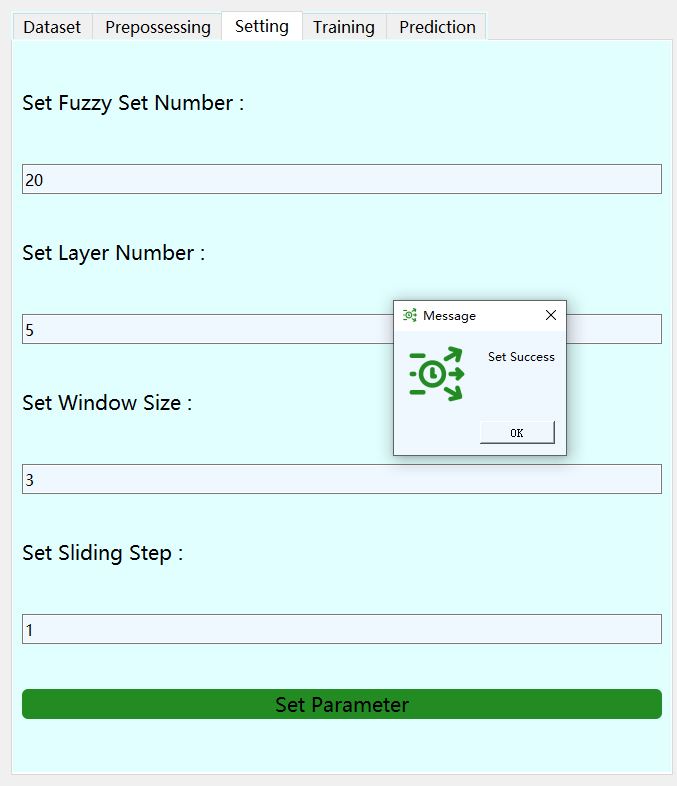 Dataset Prepossessing Setting Training Prediction
Set Fuzzy Set Number :
20
Set Layer Number :
5
Message
Set Success
OK
Set Window Size :
3
Set Sliding Step :
1
Set Parameter